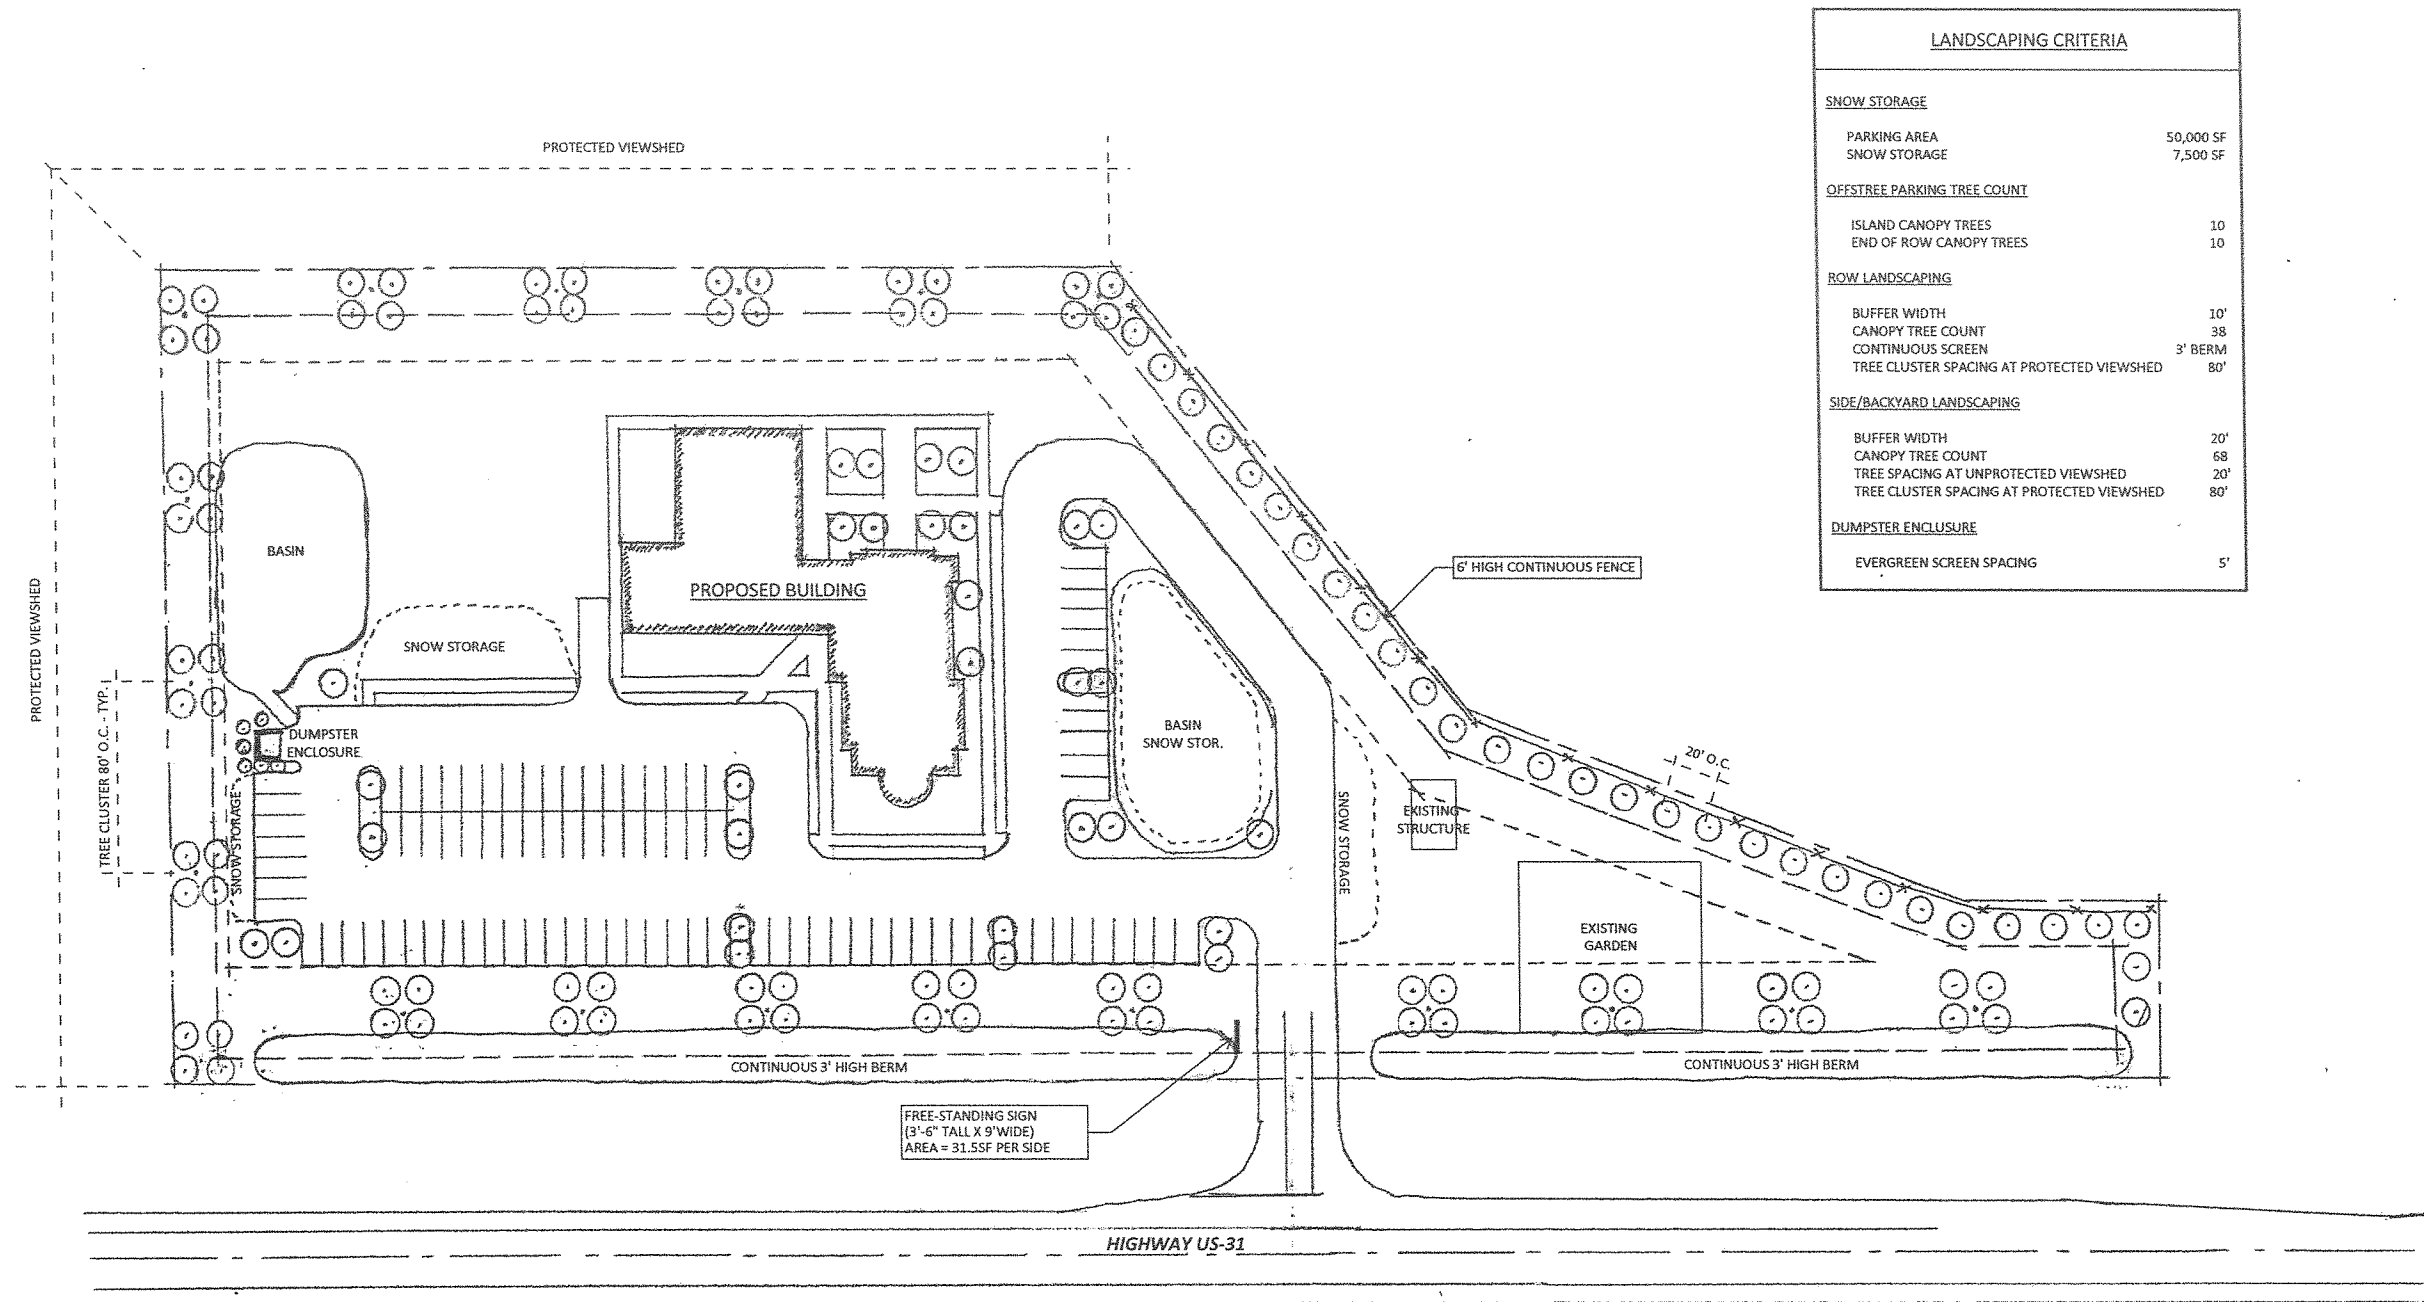 LANDSCAPING CRITERIA
SNOW STORAGE
PARKING AREA 50,000 SF
SNOW STORAGE 7,500 SF
OFFSTREE PARKING TREE COUNT
ISLAND CANOPY TREES 10
END OF ROW CANOPY TREES 10
ROW LANDSCAPING
BUFFER WIDTH 10'
CANOPY TREE COUNT 38
CONTINUOUS SCREEN 3' BERM
TREE CLUSTER SPACING AT PROTECTED VIEWSHED 80'
SIDE/BACKYARD LANDSCAPING
BUFFER WIDTH 20'
CANOPY TREE COUNT 68
TREE SPACING AT UNPROTECTED VIEWSHED 20'
TREE CLUSTER SPACING AT PROTECTED VIEWSHED 80'
DUMPSTER ENCLUSURE
EVERGREEN SCREEN SPACING 5'
PROTECTED VIEWSHED
PROTECTED VIEWSHED
TREE CLUSTER 80' O.C. - TYP.
BASIN
SNOW STORAGE
PROPOSED BUILDING
6' HIGH CONTINUOUS FENCE
DUMPSTER
ENCLOSURE
SNOW STORAGE
BASIN
SNOW STOR.
SNOW STORAGE
20' O.C.
EXISTING
STRUCTURE
EXISTING
GARDEN
CONTINUOUS 3' HIGH BERM
CONTINUOUS 3' HIGH BERM
FREE-STANDING SIGN
(3'-6" TALL X 9'WIDE)
AREA = 31.5SF PER SIDE
HIGHWAY US-31